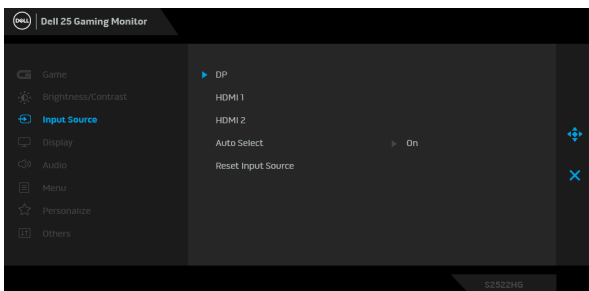 DELL Dell 25 Gaming Monitor
Game
Brightness/Contrast
Input Source
Display
Audio
Menu
Personalize
Others
DP
HDMI 1
HDMI 2
Auto Select On
Reset Input Source
S2522HG